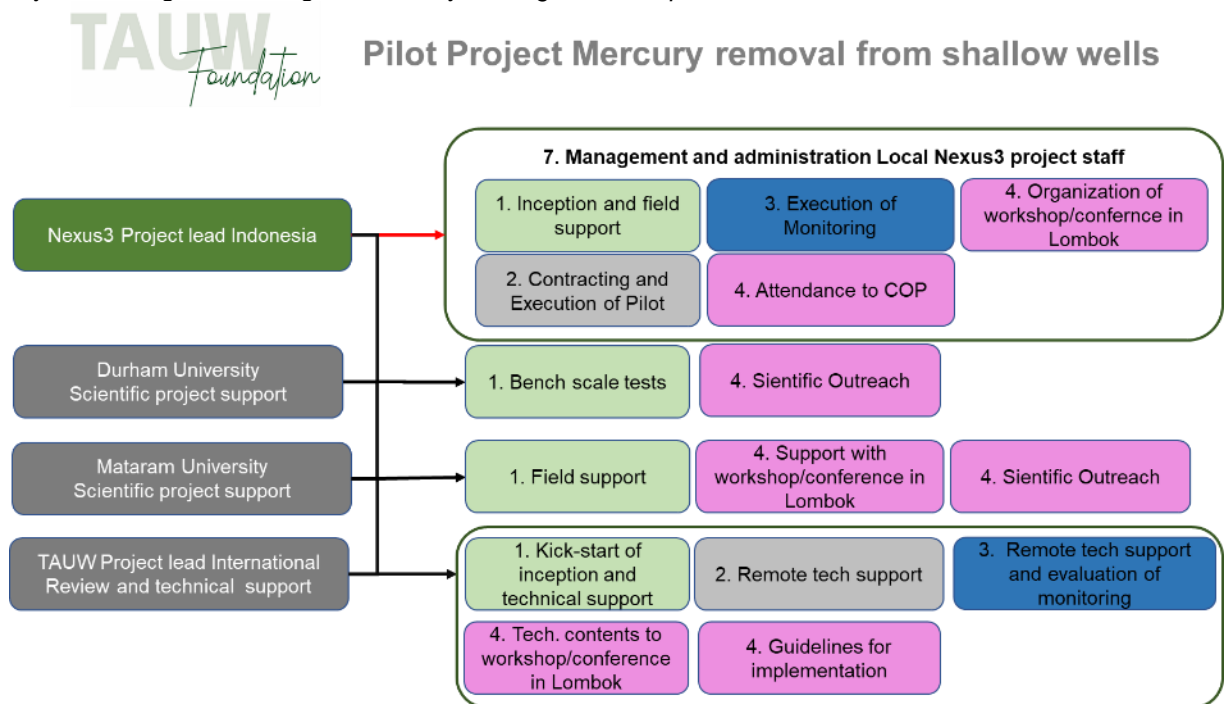 TAUW
Foundation
Pilot Project Mercury removal from shallow wells
7. Management and administration Local Nexus3 project staff
Nexus3 Project lead Indonesia
1. Inception and field
support
3. Execution of
Monitoring
4. Organization of
workshop/confernce in
Lombok
2. Contracting and
Execution of Pilot
4. Attendance to COP
Durham University
Scientific project support
1. Bench scale tests
4. Sientific Outreach
Mataram University
Scientific project support
1. Field support
4. Support with
workshop/conference in
Lombok
4. Sientific Outreach
TAUW Project lead International
Review and technical support
1. Kick-start of
inception and
technical support
2. Remote tech support
3. Remote tech support
and evaluation of
monitoring
4. Tech. contents to
workshop/conference
in Lombok
4. Guidelines for
implementation